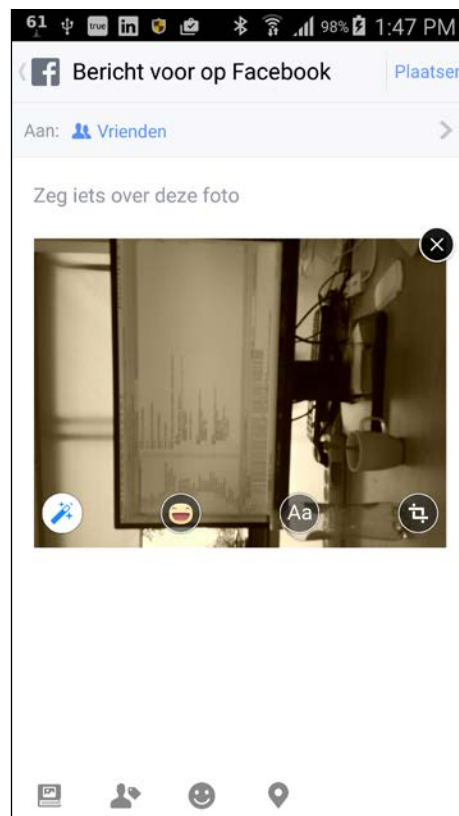 61 true in 98% 1:47 PM
f Bericht voor op Facebook Plaatsen
Aan: Vrienden
Zeg iets over deze foto
Aa